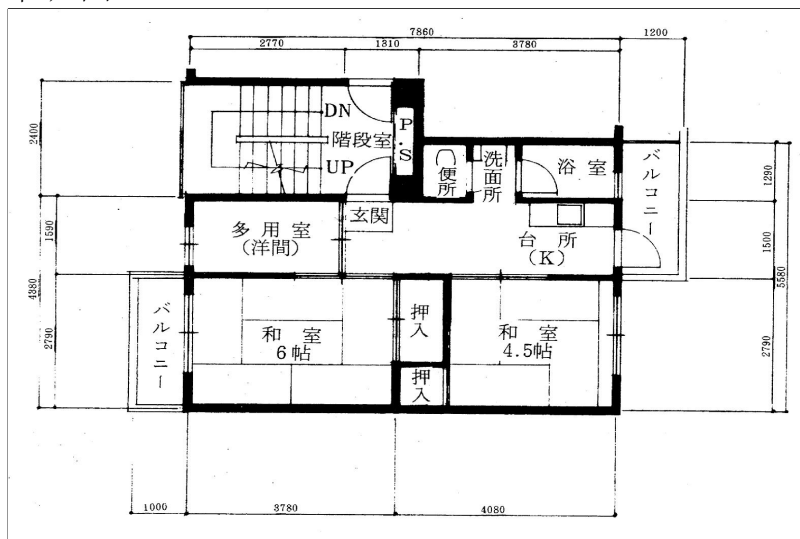 7860
1200
2770
1310
3780
DN
階段室
UP
P.S
2400
便所
洗面所
浴室
バルコニー
1290
玄関
多用室
(洋間)
台所
(K)
1590
1500
4380
5580
バルコニー
和室
6帖
押入
和室
4.5帖
押入
2790
2790
1000
3780
4080